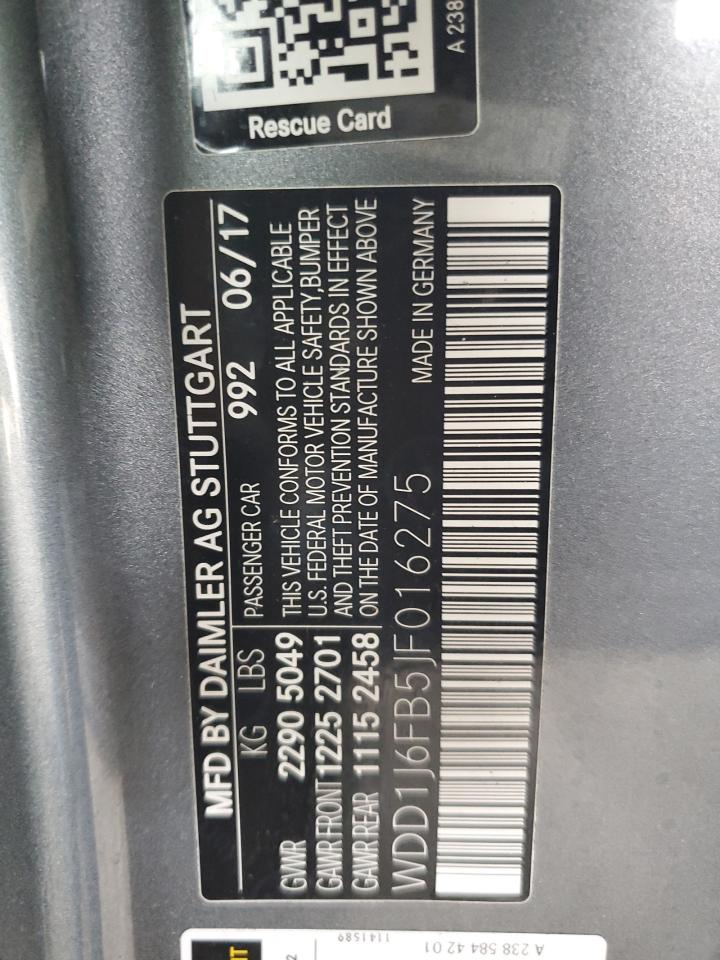 Rescue Card
A 238
MFD BY DAIMLER AG STUTTGART
KG LBS PASSENGER CAR 992 06/17
GVWR 2290 5049 THIS VEHICLE CONFORMS TO ALL APPLICABLE
U.S. FEDERAL MOTOR VEHICLE SAFETY,BUMPER
GAWR FRONT 1225 2701 AND THEFT PREVENTION STANDARDS IN EFFECT
GAWR REAR 1115 2458 ON THE DATE OF MANUFACTURE SHOWN ABOVE
WDD1J6FB5JF016275 MADE IN GERMANY
A 238 584 42 01
1141589